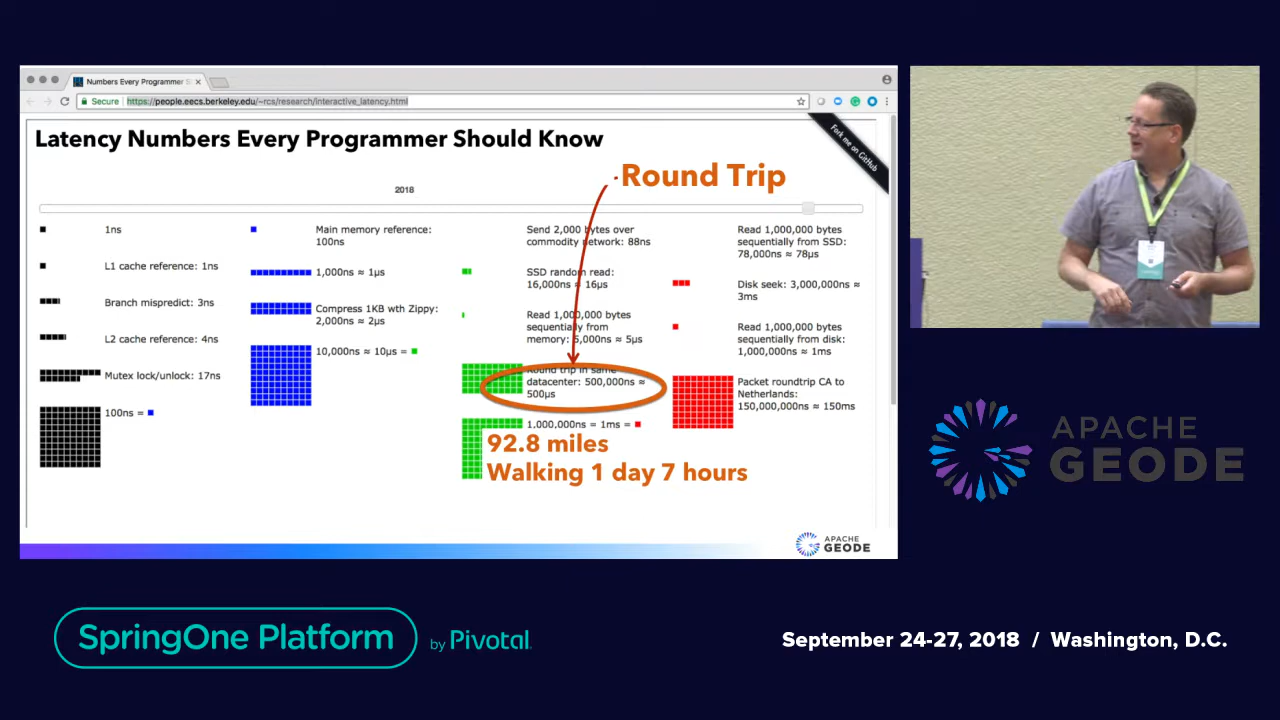 Numbers Every Programmer S
Secure
https://people.eecs.berkeley.edu/~rcs/research/interactive_latency.html
Latency Numbers Every Programmer Should Know
Fork me on GitHub
Round Trip
2018
1ns
L1 cache reference: 1ns
Branch mispredict: 3ns
L2 cache reference: 4ns
Mutex lock/unlock: 17ns
100ns =
Main memory reference:
100ns
1,000ns ≈ 1μs
Compress 1KB wth Zippy:
2,000ns ≈ 2μs
10,000ns ≈ 10μs =
Send 2,000 bytes over
commodity network: 88ns
SSD random read:
16,000ns ≈ 16μs
Read 1,000,000 bytes
sequentially from
memory: 5,000ns ≈ 5μs
Round trip in same
datacenter: 500,000ns ≈
500μs
1,000,000ns = 1ms =
92.8 miles
Walking 1 day 7 hours
Read 1,000,000 bytes
sequentially from SSD:
78,000ns ≈ 78μs
Disk seek: 3,000,000ns ≈
3ms
Read 1,000,000 bytes
sequentially from disk:
1,000,000ns ≈ 1ms
Packet roundtrip CA to
Netherlands:
150,000,000ns ≈ 150ms
APACHE
GEODE
APACHE
GEODE
SpringOne Platform by Pivotal.
September 24-27, 2018 / Washington, D.C.